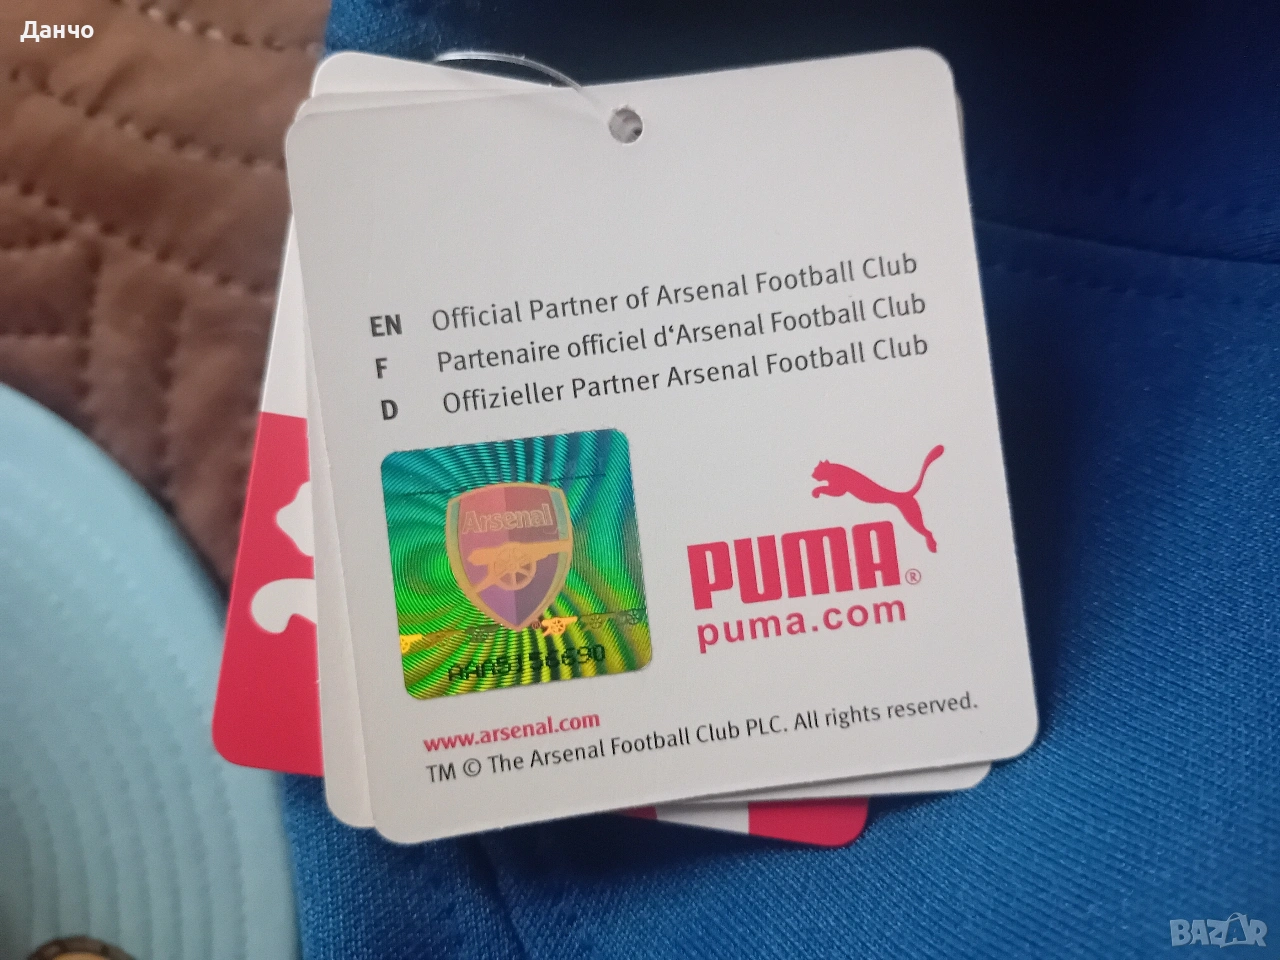 Данчо
EN Official Partner of Arsenal Football Club
F Partenaire officiel d‘Arsenal Football Club
D Offizieller Partner Arsenal Football Club
Arsenal
PUMA®
puma.com
www.arsenal.com
TM © The Arsenal Football Club PLC. All rights reserved.
BAZAR